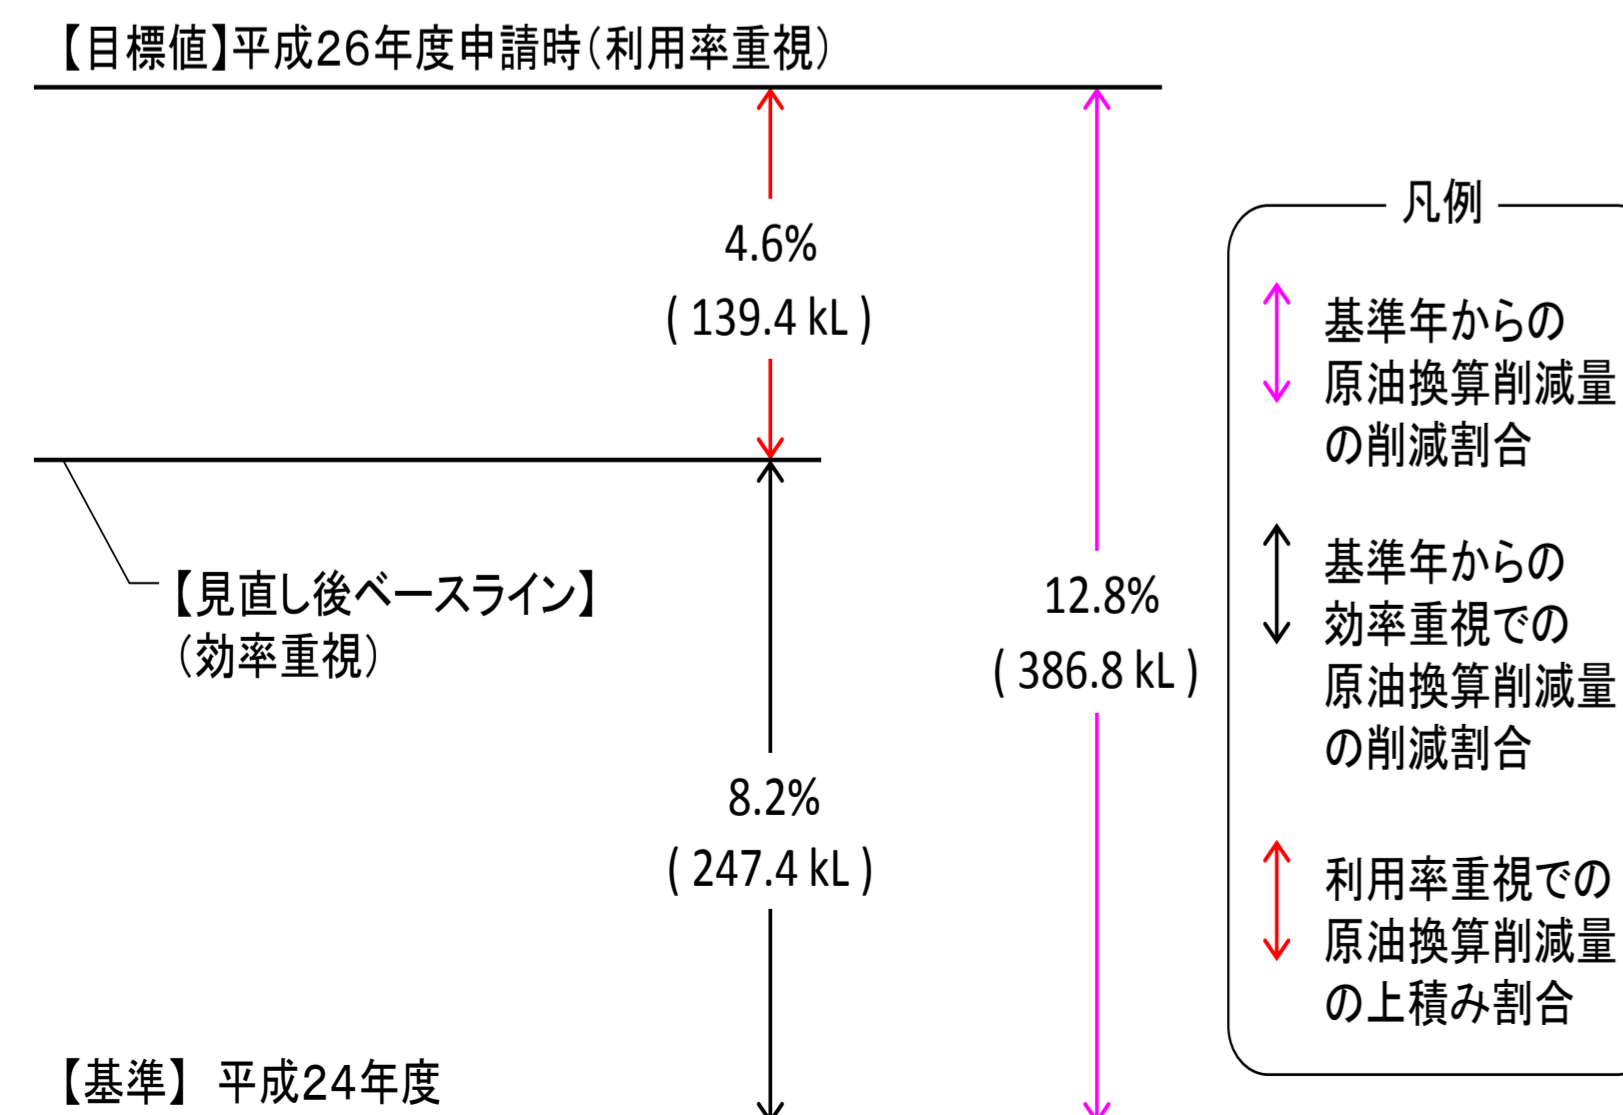 【目標値】平成26年度申請時(利用率重視)
4.6%
( 139.4 kL )
【見直し後ベースライン】
(効率重視)
12.8%
( 386.8 kL )
8.2%
( 247.4 kL )
【基準】 平成24年度
凡例
基準年からの
原油換算削減量
の削減割合
基準年からの
効率重視での
原油換算削減量
の削減割合
利用率重視での
原油換算削減量
の上積み割合